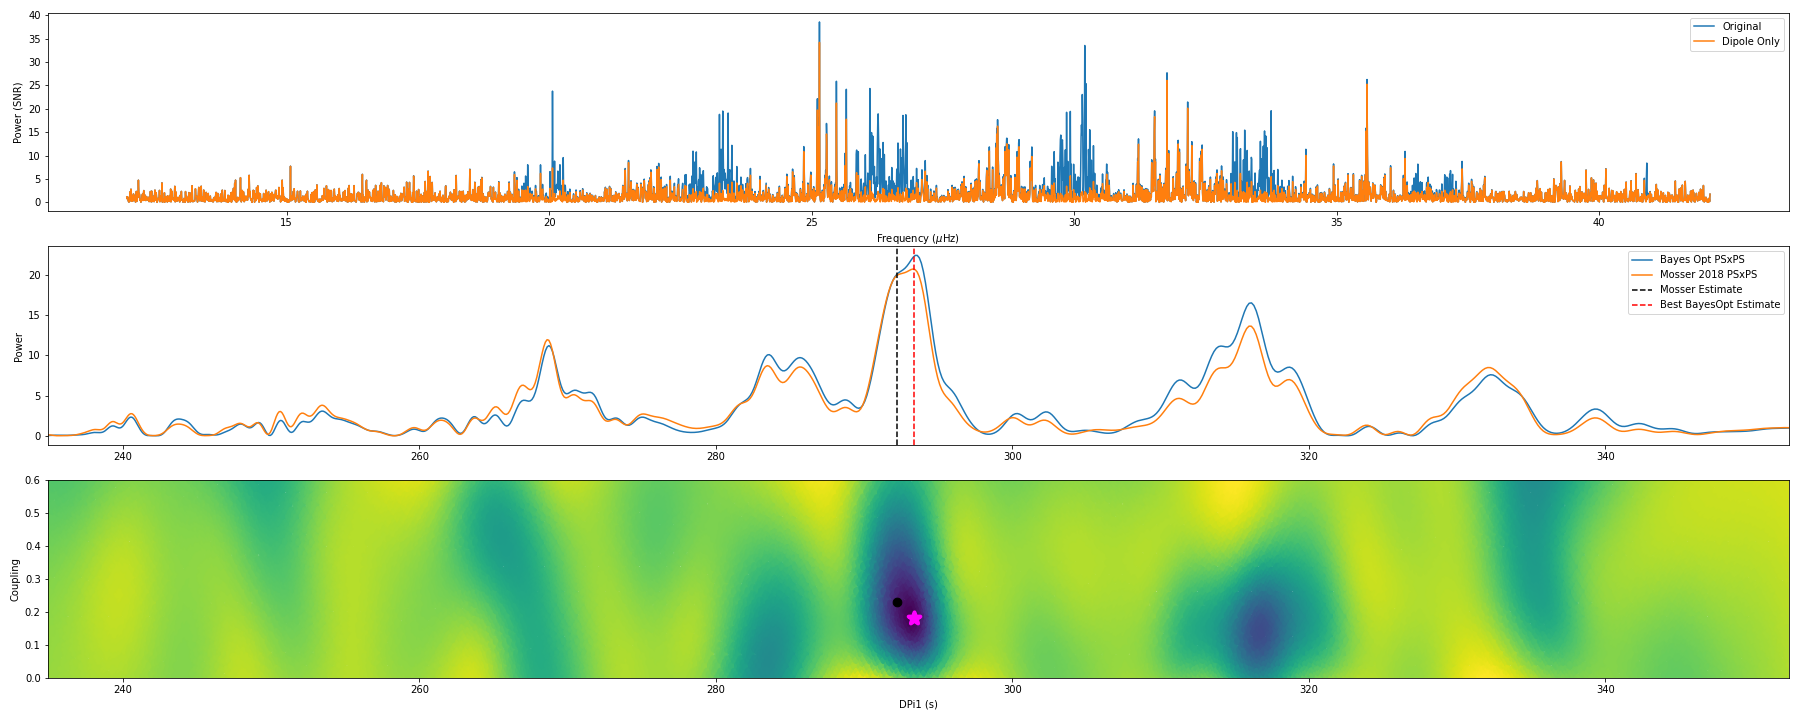 40
35
30
25
20
15
10
5
0
Power (SNR)
Original
Dipole Only
15 20 25 30 35 40
Frequency (μHz)
20
15
10
5
0
Power
Bayes Opt PSxPS
Mosser 2018 PSxPS
Mosser Estimate
Best BayesOpt Estimate
240 260 280 300 320 340
0.6
0.5
0.4
0.3
0.2
0.1
0.0
Coupling
240 260 280 300 320 340
DPi1 (s)